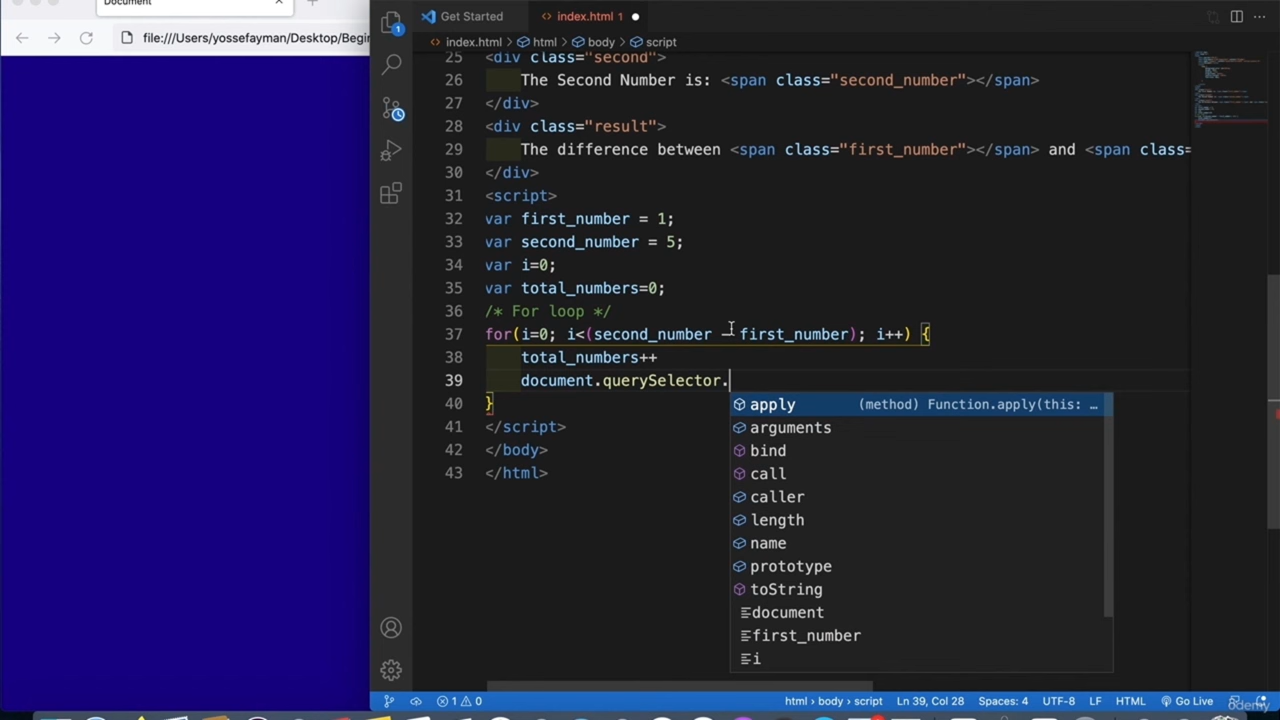 Document
Get Started
index.html 1
file:///Users/yossefayman/Desktop/Begin
index.html > html > body > script
25 <div class="second">
26 The Second Number is: <span class="second_number"></span>
27 </div>
28 <div class="result">
29 The difference between <span class="first_number"></span> and <span class=
30 </div>
31 <script>
32 var first_number = 1;
33 var second_number = 5;
34 var i=0;
35 var total_numbers=0;
36 /* For loop */
37 for(i=0; i<(second_number - first_number); i++) {
38 total_numbers++
39 document.querySelector.
40 }
41 </script>
42 </body>
43 </html>
apply (method) Function.apply(this: …
arguments
bind
call
caller
length
name
prototype
toString
document
first_number
i
1 0
html > body > script
Ln 39, Col 28
Spaces: 4
UTF-8
LF
HTML
Go Live
udemy